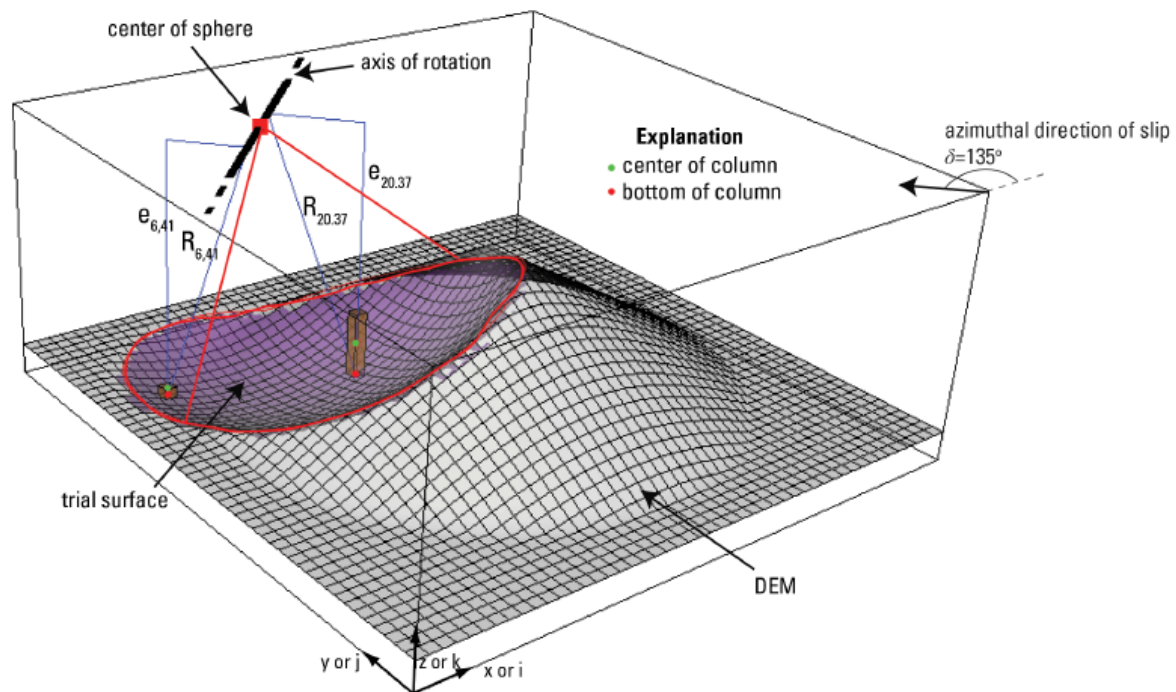 center of sphere
axis of rotation
Explanation
center of column
bottom of column
azimuthal direction of slip
δ=135°
e20.37
R20.37
e6,41
R6,41
trial surface
DEM
y or j
z or k
x or i